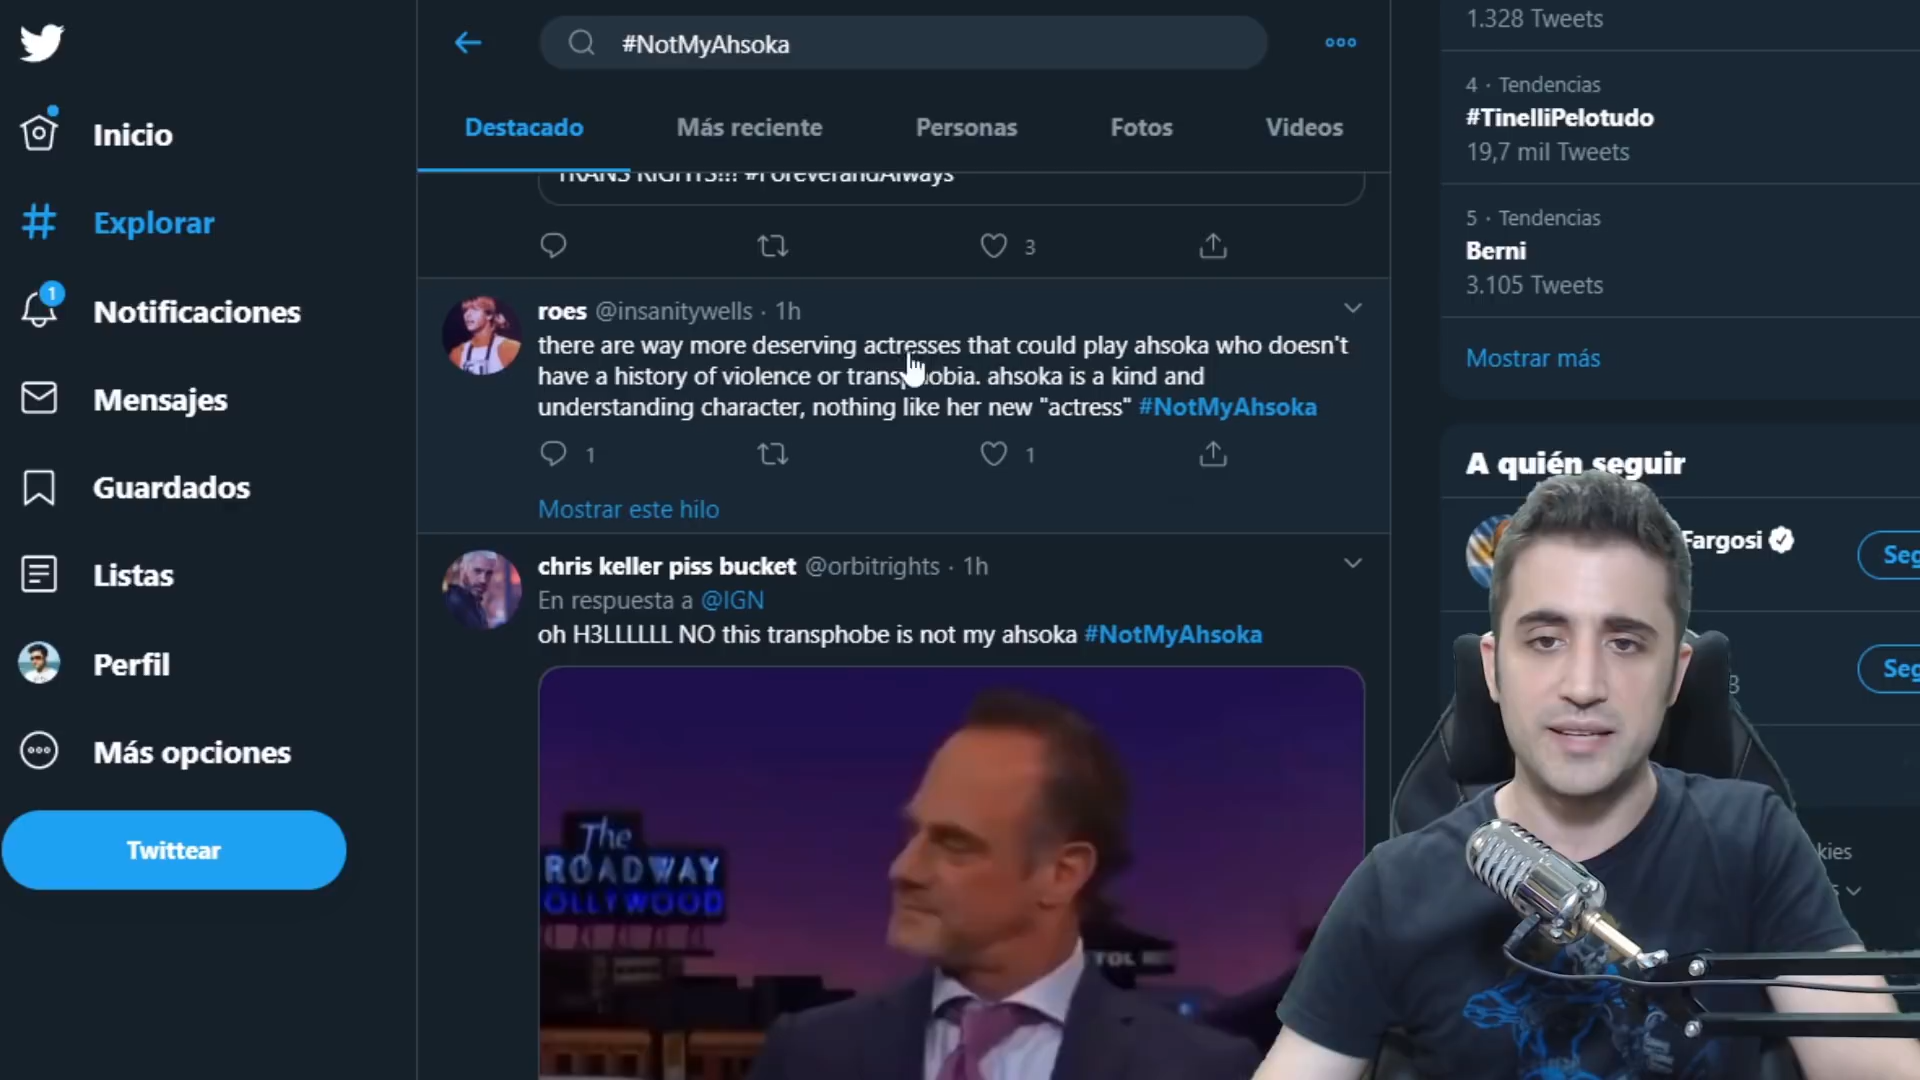 #NotMyAhsoka
Destacado
Más reciente
Personas
Fotos
Videos
Inicio
Explorar
1
Notificaciones
Mensajes
Guardados
Listas
Perfil
Más opciones
Twittear
TRANS RIGHTS!!! #ForeverandAlways
3
roes @insanitywells · 1h
there are way more deserving actresses that could play ahsoka who doesn't
have a history of violence or transphobia. ahsoka is a kind and
understanding character, nothing like her new "actress" #NotMyAhsoka
1
1
Mostrar este hilo
chris keller piss bucket @orbitrights · 1h
En respuesta a @IGN
oh H3LLLLLL NO this transphobe is not my ahsoka #NotMyAhsoka
The
ROADWAY
OLLYWOOD
TOL
1.328 Tweets
4 · Tendencias
#TinelliPelotudo
19,7 mil Tweets
5 · Tendencias
Berni
3.105 Tweets
Mostrar más
A quién seguir
Fargosi
Seg
3
Seg
kies